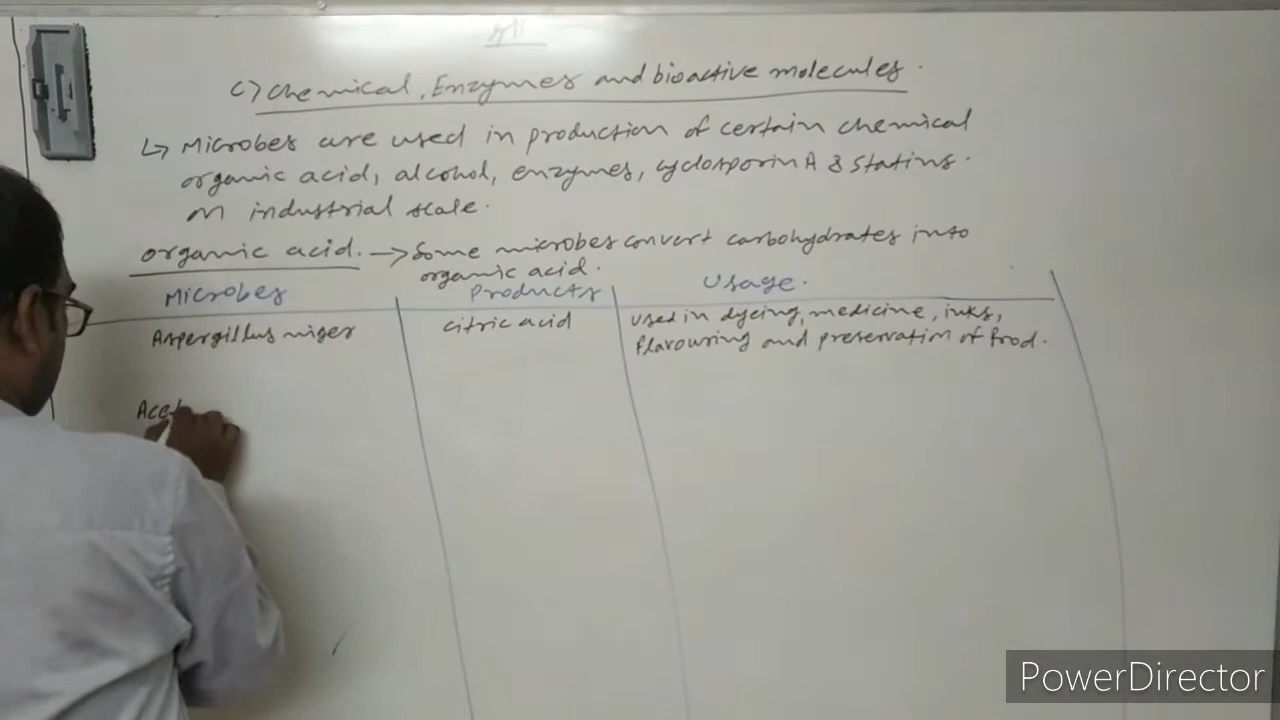 C) Chemical, Enzymes and bioactive molecules.
↳ Microbes are used in production of certain chemical
organic acid, alcohol, enzymes, cyclosporin A & statins.
on industrial scale.
organic acid. → Some microbes convert carbohydrates into
organic acid.
Microbes Products Usage.
Aspergillus niger citric acid used in dyeing, medicine, inks,
flavouring and preservation of food.
Acet
PowerDirector